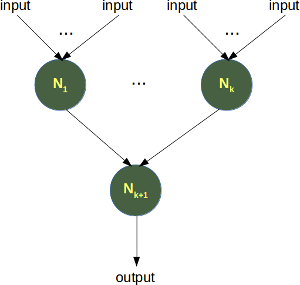 input input input input
... ...
N1 ... Nk
Nk+1
output